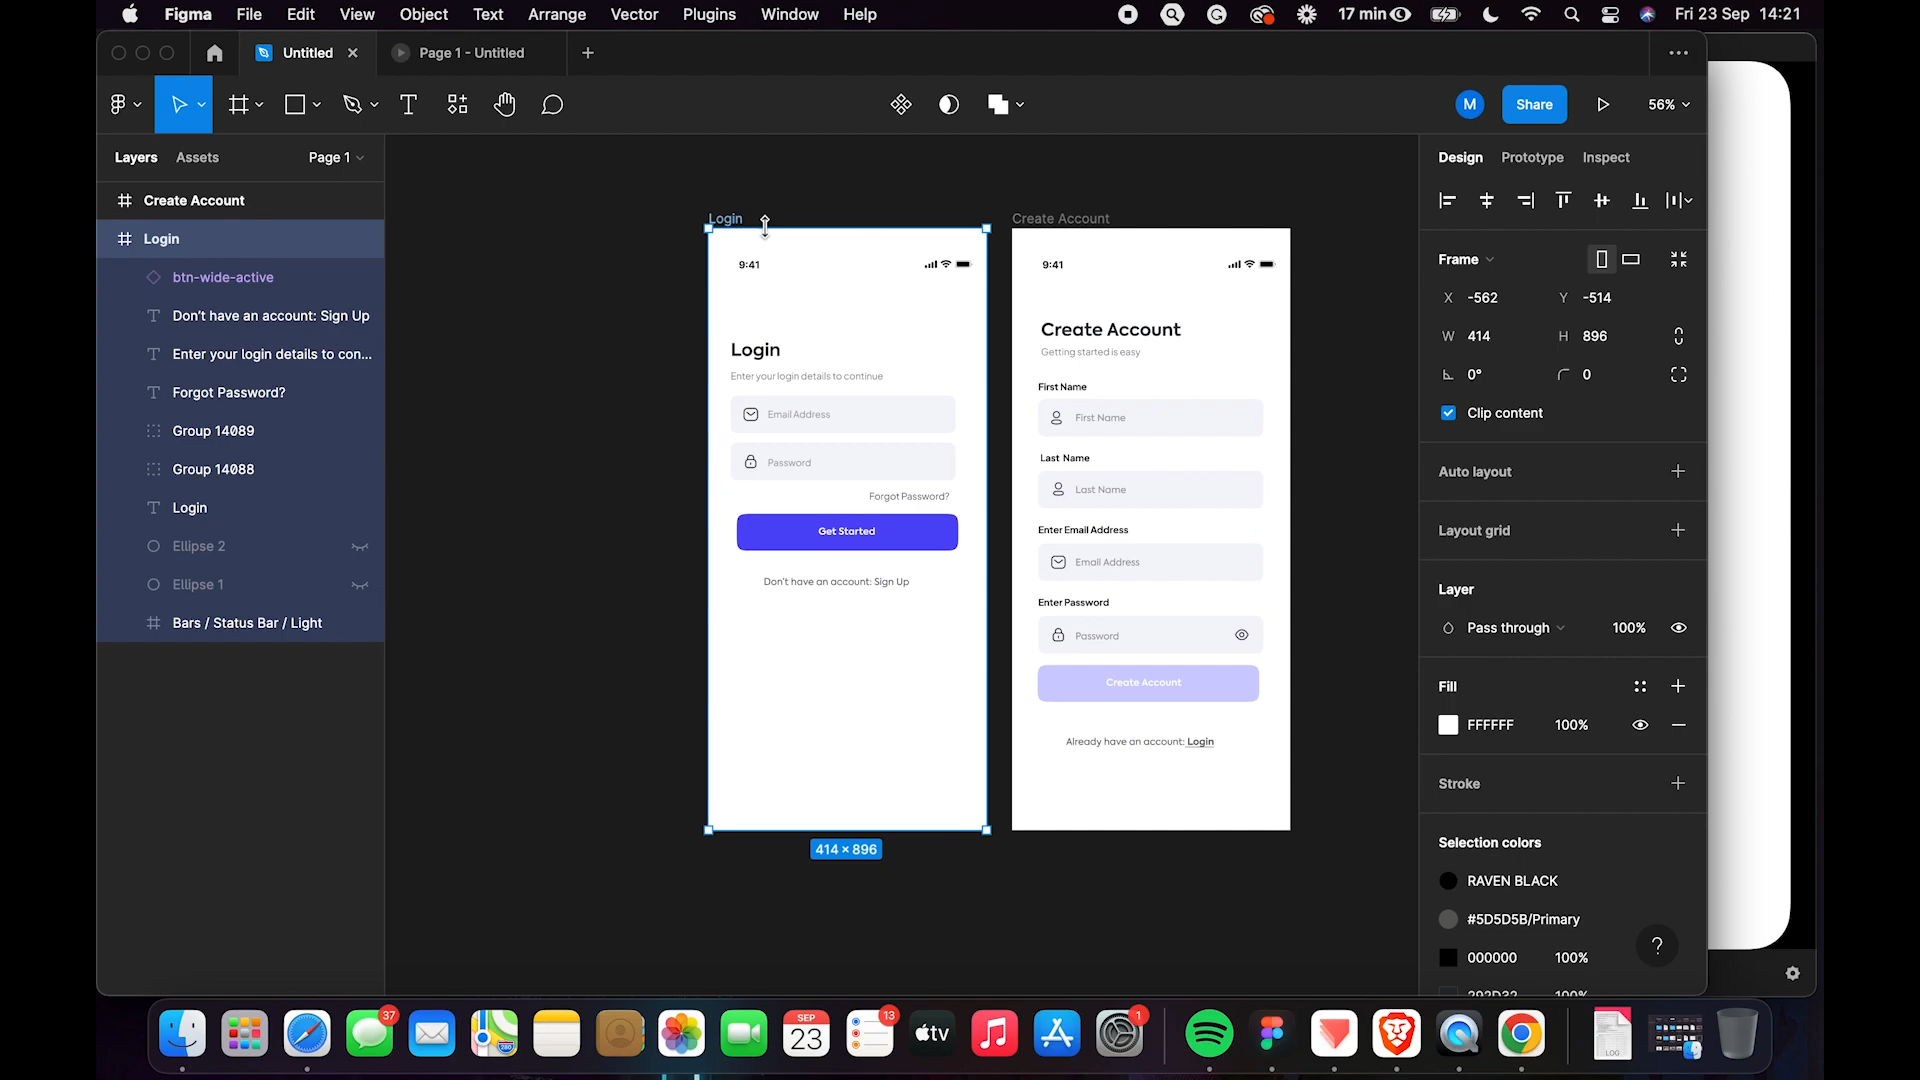 Figma File Edit View Object Text Arrange Vector Plugins Window Help 17 min Fri 23 Sep 14:21
Untitled Page 1 - Untitled
M Share 56%
Layers Assets Page 1
Create Account
Login
btn-wide-active
Don't have an account: Sign Up
Enter your login details to con...
Forgot Password?
Group 14089
Group 14088
Login
Ellipse 2
Ellipse 1
Bars / Status Bar / Light
Login
9:41
Login
Enter your login details to continue
Email Address
Password
Forgot Password?
Get Started
Don't have an account: Sign Up
414 × 896
Create Account
9:41
Create Account
Getting started is easy
First Name
First Name
Last Name
Last Name
Enter Email Address
Email Address
Enter Password
Password
Create Account
Already have an account: Login
Design Prototype Inspect
Frame
X -562 Y -514
W 414 H 896
0° 0
Clip content
Auto layout
Layout grid
Layer
Pass through 100%
Fill
FFFFFF 100%
Stroke
Selection colors
RAVEN BLACK
#5D5D5B/Primary
000000 100%
292D32 100%
?
37
SEP
23
13
tv
1
LOG